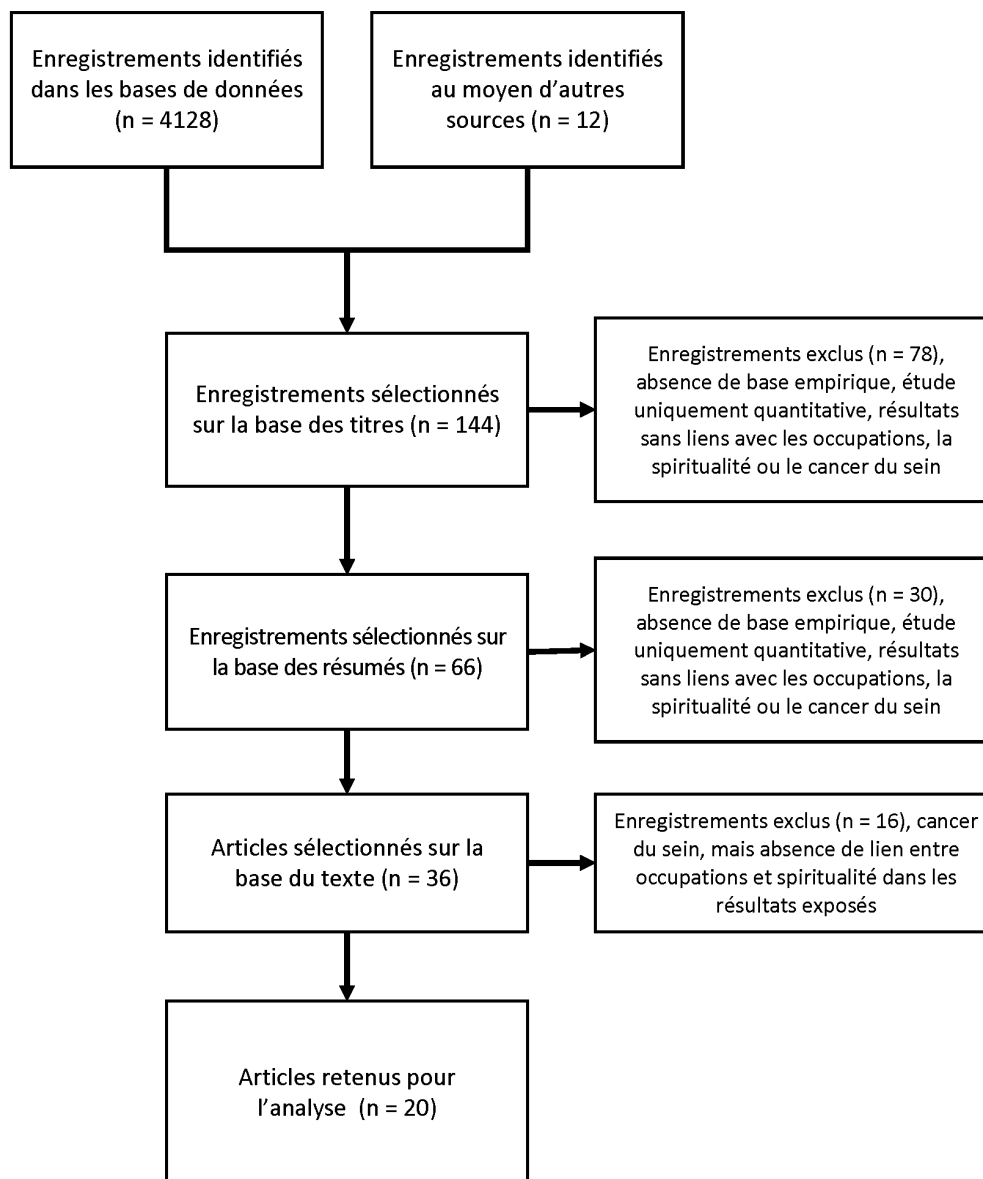 Enregistrements identifiés
dans les bases de données
(n = 4128)
Enregistrements identifiés
au moyen d’autres
sources (n = 12)
Enregistrements sélectionnés
sur la base des titres (n = 144)
Enregistrements exclus (n = 78),
absence de base empirique, étude
uniquement quantitative, résultats
sans liens avec les occupations, la
spiritualité ou le cancer du sein
Enregistrements sélectionnés sur
la base des résumés (n = 66)
Enregistrements exclus (n = 30),
absence de base empirique, étude
uniquement quantitative, résultats
sans liens avec les occupations, la
spiritualité ou le cancer du sein
Articles sélectionnés sur la
base du texte (n = 36)
Enregistrements exclus (n = 16), cancer
du sein, mais absence de lien entre
occupations et spiritualité dans les
résultats exposés
Articles retenus pour
l’analyse (n = 20)